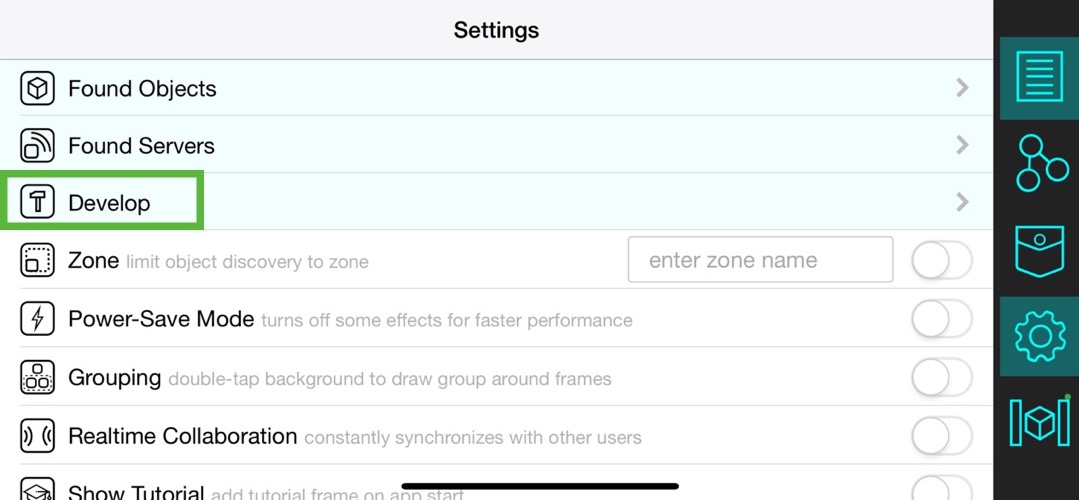 Settings
Found Objects
Found Servers
Develop
Zone limit object discovery to zone enter zone name
Power-Save Mode turns off some effects for faster performance
Grouping double-tap background to draw group around frames
Realtime Collaboration constantly synchronizes with other users
Show Tutorial add tutorial frame on app start